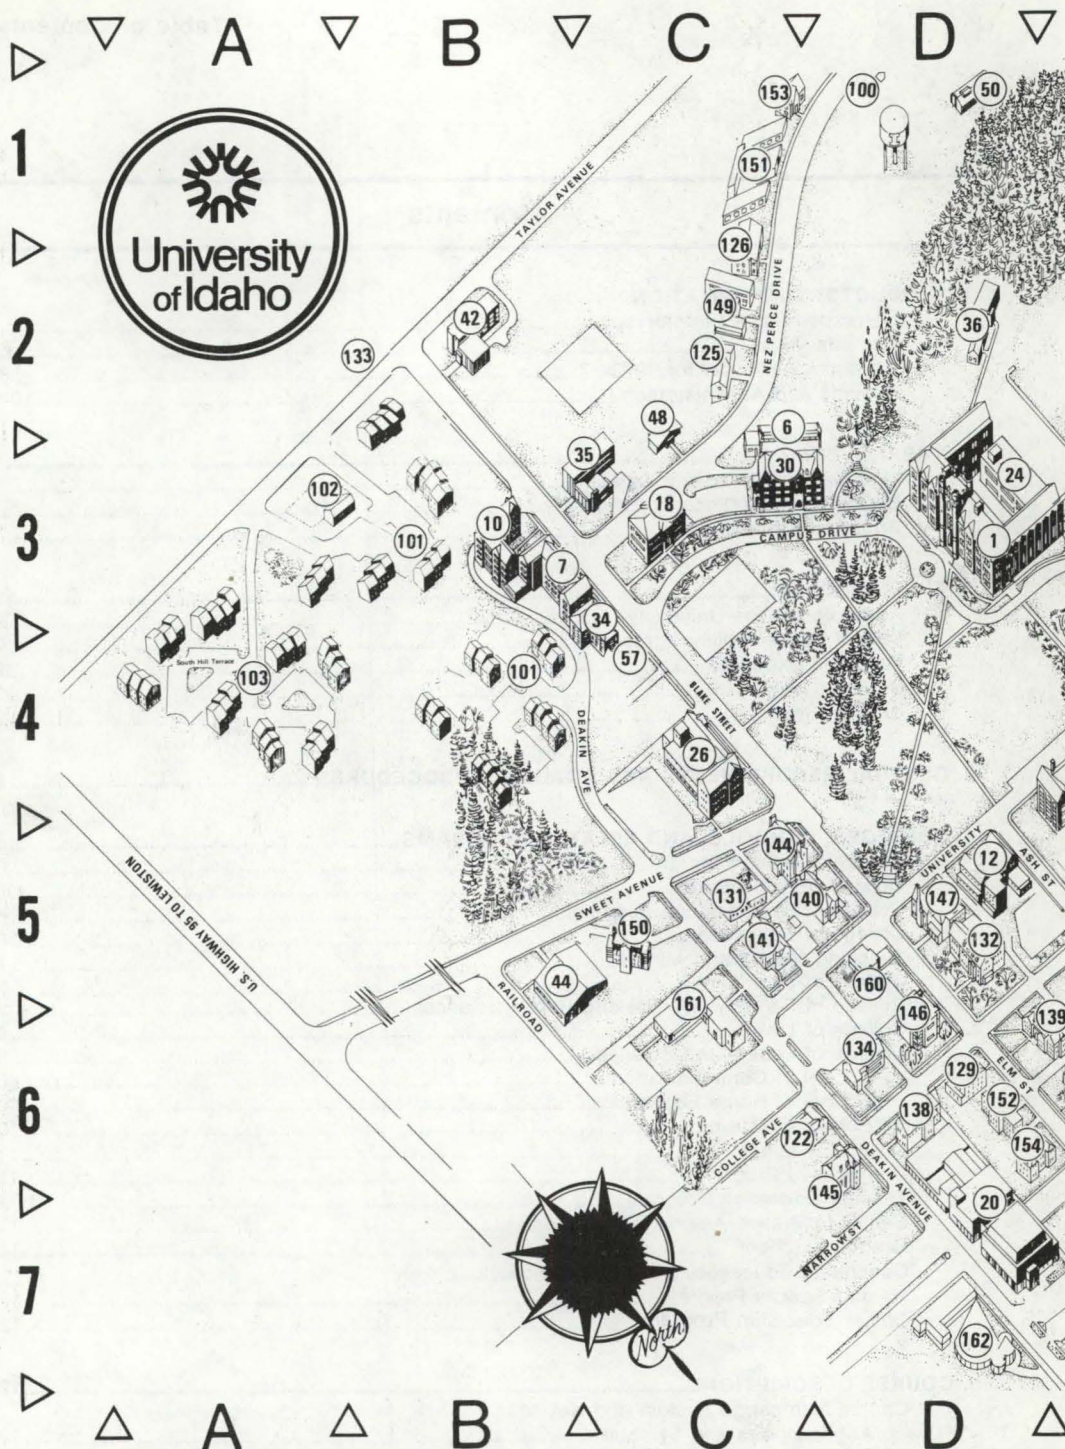 A B C D
1
2
3
4
5
6
7
University
of Idaho
153
100
50
151
126
149
125
36
42
133
48
6
35
30
24
18
102
101
10
7
1
34
57
101
103
26
144
12
131
140
147
141
132
150
160
44
161
146
139
134
129
152
138
122
154
145
20
162
TAYLOR AVENUE
NEZ PERCE DRIVE
CAMPUS DRIVE
South Hill Terrace
BLAKE STREET
DEAKIN AVE
UNIVERSITY
ASH ST
SWEET AVENUE
U.S. HIGHWAY 95 TO LEWISTON
RAILROAD
ELM ST
COLLEGE AVE
DEAKIN AVENUE
NARROW ST
North
A B C D